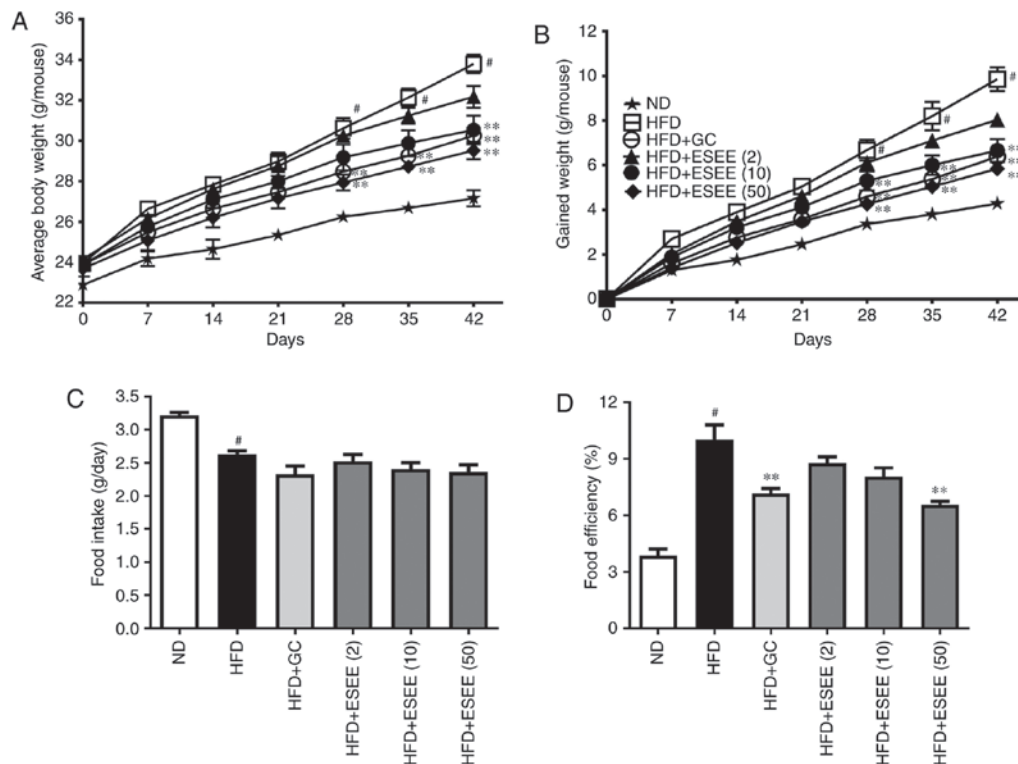 A
Average body weight (g/mouse)
36
34
32
30
28
26
24
22
0 7 14 21 28 35 42
Days
# # #
**
**
**
**
**
**
**
B
Gained weight (g/mouse)
12
10
8
6
4
2
0
0 7 14 21 28 35 42
Days
ND
HFD
HFD+GC
HFD+ESEE (2)
HFD+ESEE (10)
HFD+ESEE (50)
# # #
**
**
**
**
**
**
**
**
**
C
Food intake (g/day)
3.5
3.0
2.5
2.0
1.5
1.0
0.5
0.0
#
ND
HFD
HFD+GC
HFD+ESEE (2)
HFD+ESEE (10)
HFD+ESEE (50)
D
Food efficiency (%)
12
9
6
3
0
#
**
**
ND
HFD
HFD+GC
HFD+ESEE (2)
HFD+ESEE (10)
HFD+ESEE (50)